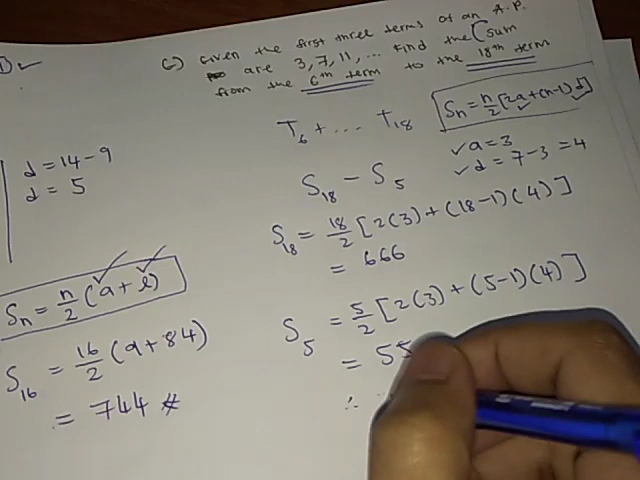 (c) Given the first three terms of an A.P.
are 3, 7, 11, ... Find the sum
from the 6th term to the 18th term
T₆ + ... T₁₈
Sₙ = n/2 [2a + (n-1) d]
✓ a = 3
✓ d = 7 - 3 = 4
S₁₈ - S₅
S₁₈ = 18/2 [2(3) + (18-1)(4)]
= 666
S₅ = 5/2 [2(3) + (5-1)(4)]
= 55
∴
d = 14 - 9
d = 5
Sₙ = n/2 (a + l)
S₁₆ = 16/2 (9 + 84)
= 744 #